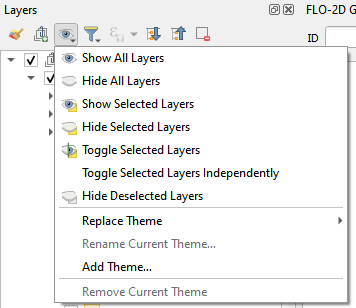 Layers
FLO-2D G
ID
Show All Layers
Hide All Layers
Show Selected Layers
Hide Selected Layers
Toggle Selected Layers
Toggle Selected Layers Independently
Hide Deselected Layers
Replace Theme
Rename Current Theme...
Add Theme...
Remove Current Theme